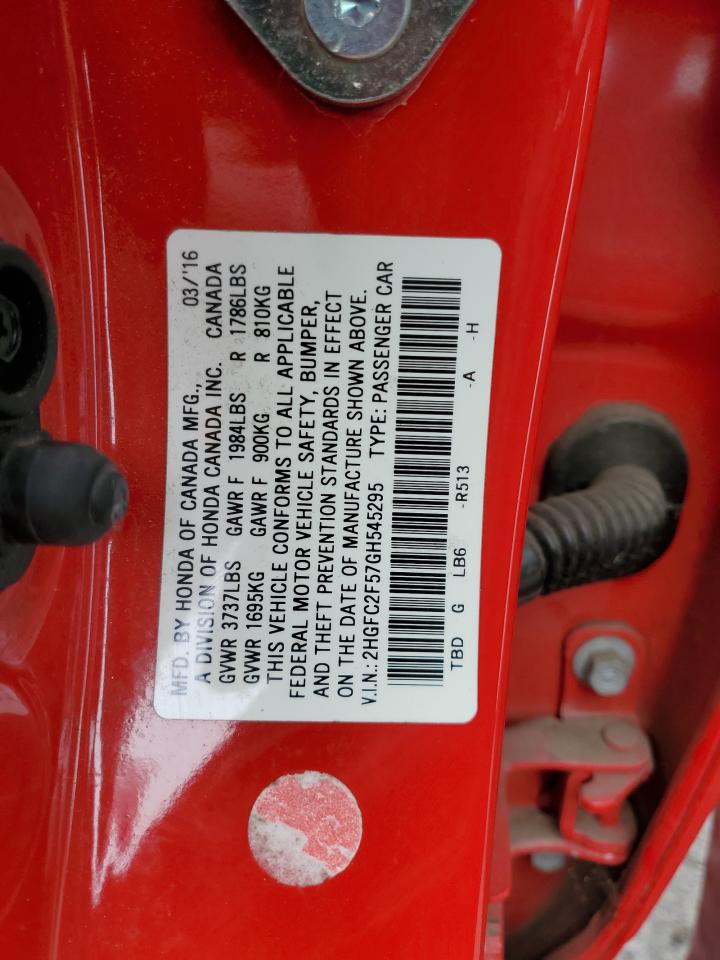 MFD. BY HONDA OF CANADA MFG., 03/'16
A DIVISION OF HONDA CANADA INC. CANADA
GVWR 3737LBS GAWR F 1984LBS R 1786LBS
GVWR 1695KG GAWR F 900KG R 810KG
THIS VEHICLE CONFORMS TO ALL APPLICABLE
FEDERAL MOTOR VEHICLE SAFETY, BUMPER,
AND THEFT PREVENTION STANDARDS IN EFFECT
ON THE DATE OF MANUFACTURE SHOWN ABOVE.
V.I.N.: 2HGFC2F57GH545295 TYPE: PASSENGER CAR
TBD G LB6 -R513 -A -H